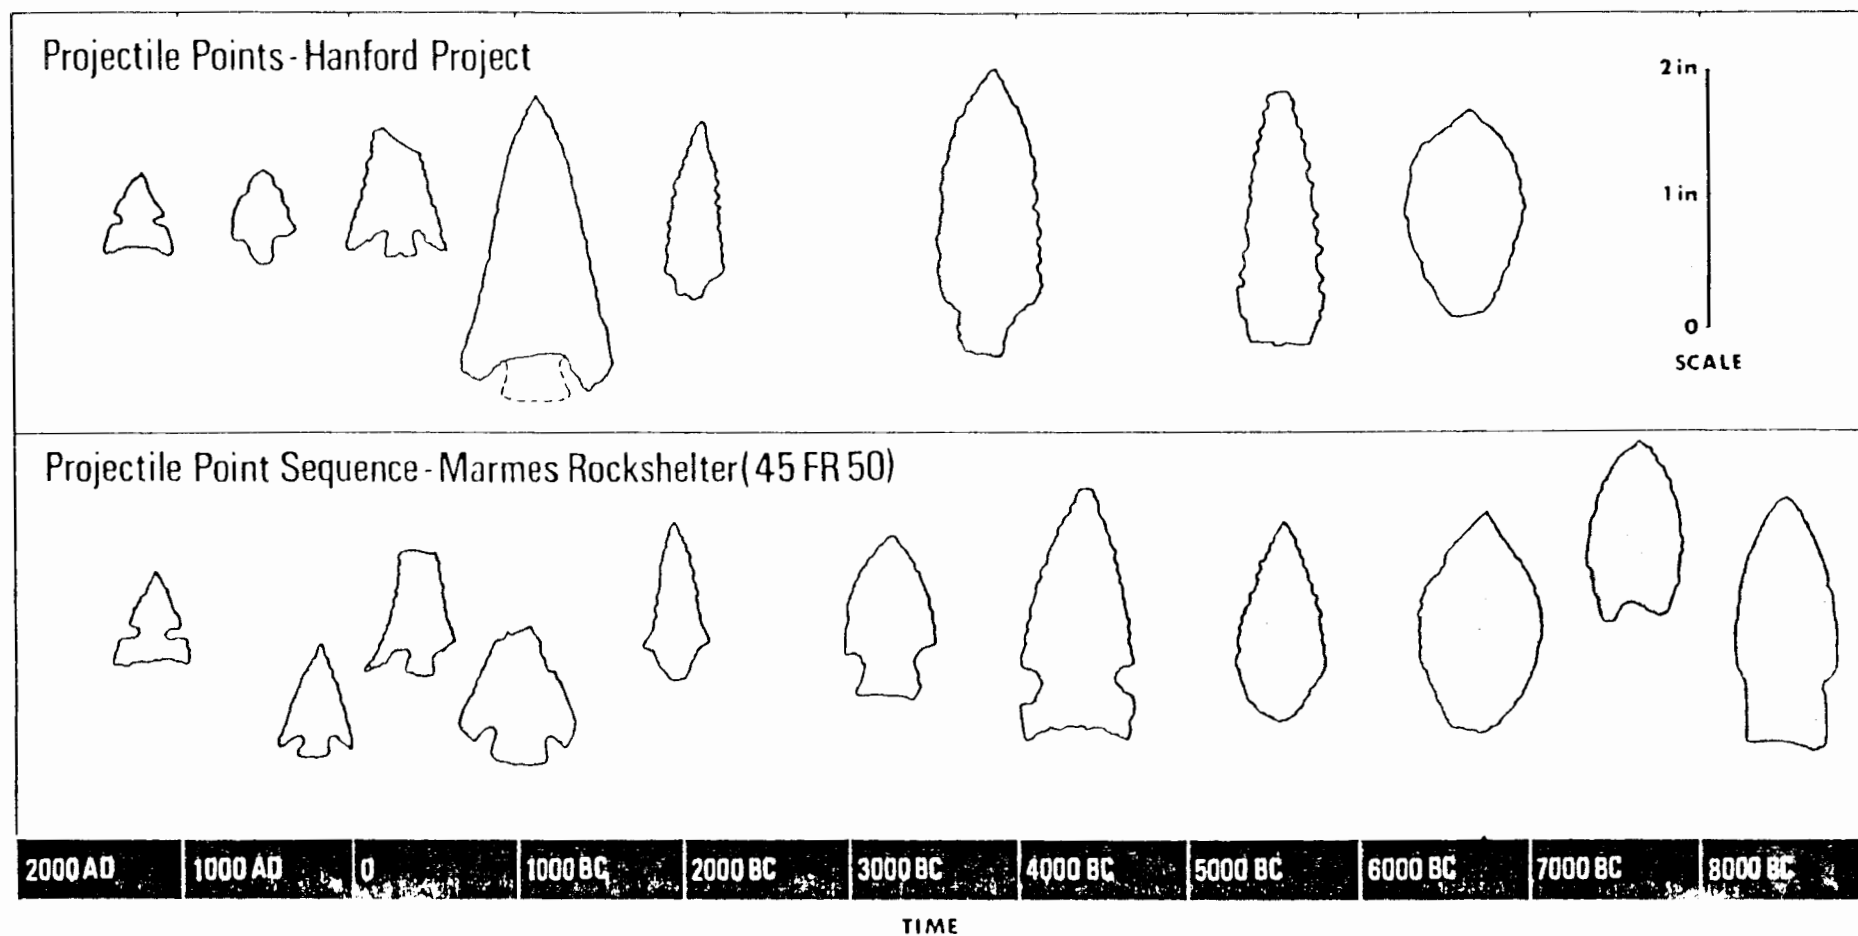 Projectile Points - Hanford Project
2 in
1 in
0
SCALE
Projectile Point Sequence - Marmes Rockshelter (45 FR 50)
2000 AD 1000 AD 0 1000 BC 2000 BC 3000 BC 4000 BC 5000 BC 6000 BC 7000 BC 8000 BC
TIME